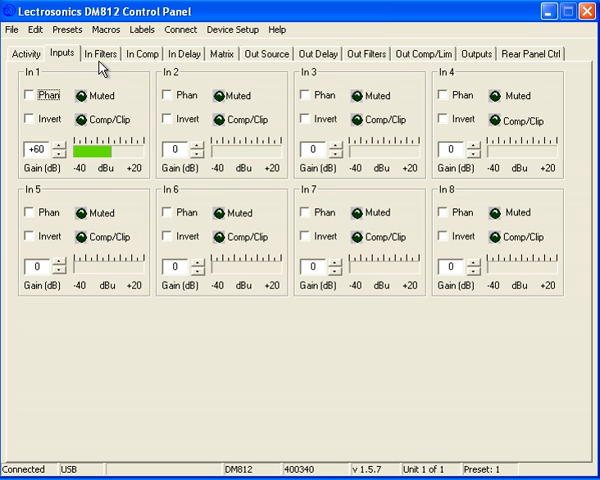 Lectrosonics DM812 Control Panel
File Edit Presets Macros Labels Connect Device Setup Help
Activity Inputs In Filters In Comp In Delay Matrix Out Source Out Delay Out Filters Out Comp/Lim Outputs Rear Panel Ctrl
In 1 In 2 In 3 In 4
Phan Muted Phan Muted Phan Muted Phan Muted
Invert Comp/Clip Invert Comp/Clip Invert Comp/Clip Invert Comp/Clip
+60 0 0 0
Gain (dB) -40 dBu +20 Gain (dB) -40 dBu +20 Gain (dB) -40 dBu +20 Gain (dB) -40 dBu +20
In 5 In 6 In 7 In 8
Phan Muted Phan Muted Phan Muted Phan Muted
Invert Comp/Clip Invert Comp/Clip Invert Comp/Clip Invert Comp/Clip
0 0 0 0
Gain (dB) -40 dBu +20 Gain (dB) -40 dBu +20 Gain (dB) -40 dBu +20 Gain (dB) -40 dBu +20
Connected USB DM812 400340 v 1.5.7 Unit 1 of 1 Preset: 1